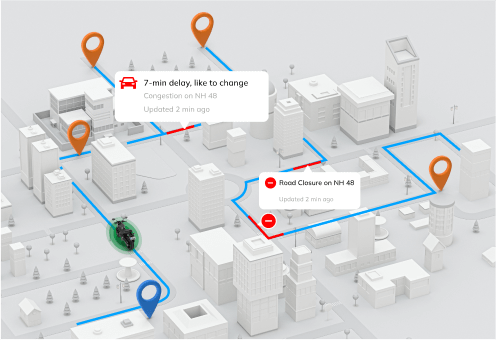 7-min delay, like to change
Congestion on NH 48
Updated 2 min ago
Road Closure on NH 48
Updated 2 min ago